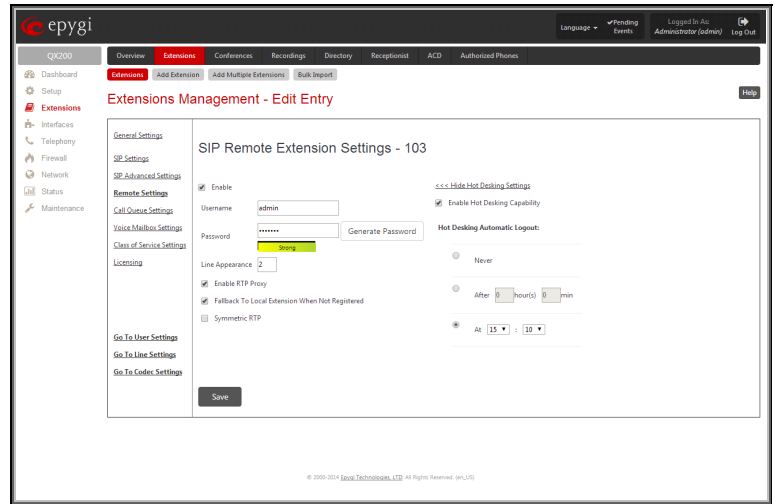 epygi
Language
Pending Events
Logged In As:
Administrator (admin)
Log Out
QX200
Overview Extensions Conferences Recordings Directory Receptionist ACD Authorized Phones
Dashboard
Setup
Extensions
Interfaces
Telephony
Firewall
Network
Status
Maintenance
Extensions Add Extension Add Multiple Extensions Bulk Import
Extensions Management - Edit Entry
Help
General Settings
SIP Settings
SIP Advanced Settings
Remote Settings
Call Queue Settings
Voice Mailbox Settings
Class of Service Settings
Licensing
Go To User Settings
Go To Line Settings
Go To Codec Settings
SIP Remote Extension Settings - 103
Enable
Username admin
Password ••••••• Generate Password
Strong
Line Appearance 2
Enable RTP Proxy
Fallback To Local Extension When Not Registered
Symmetric RTP
<<< Hide Hot Desking Settings
Enable Hot Desking Capability
Hot Desking Automatic Logout:
Never
After 0 hour(s) 0 min
At 15 : 10
Save
© 2000-2014 Epygi Technologies, LTD. All Rights Reserved. (en_US)